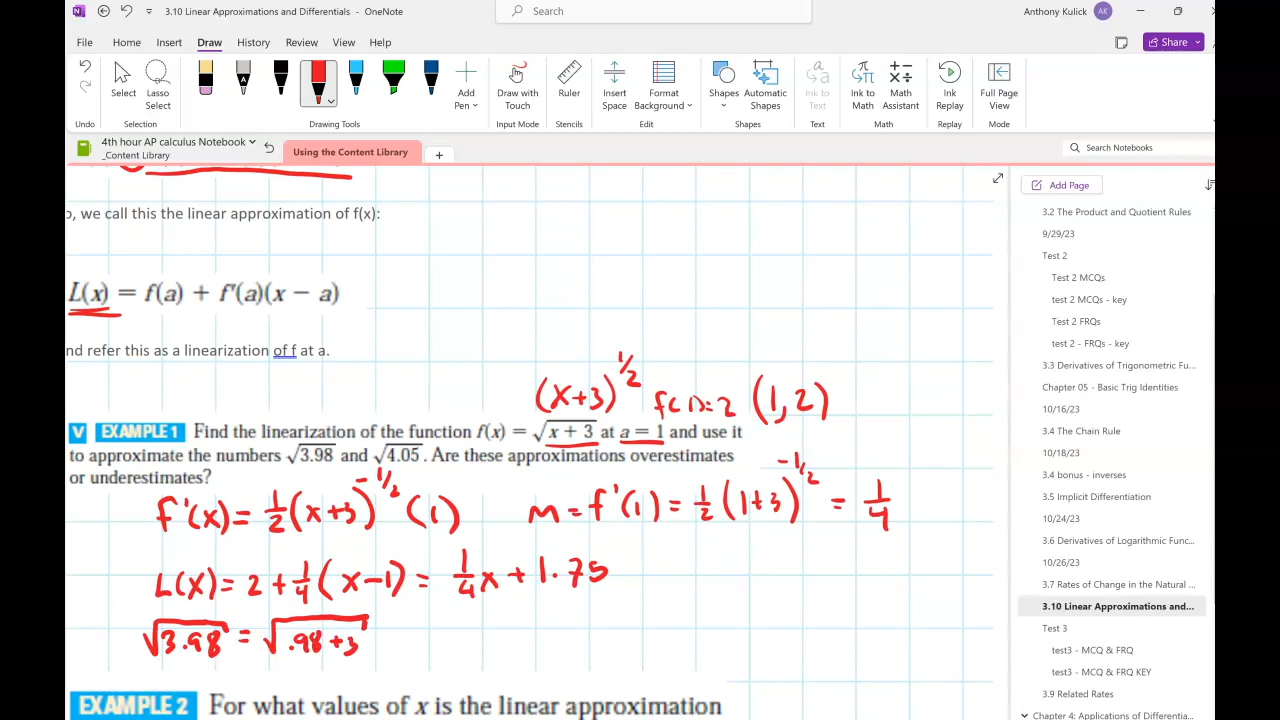 3.10 Linear Approximations and Differentials - OneNote
Search
Anthony Kulick AK
File Home Insert Draw History Review View Help
Share
Undo
Select
Lasso Select
Add Pen
Draw with Touch
Ruler
Insert Space
Format Background
Shapes
Automatic Shapes
Ink to Text
Ink to Math
Math Assistant
Ink Replay
Full Page View
Undo Selection Drawing Tools Input Mode Stencils Edit Shapes Text Math Replay Mode
4th hour AP calculus Notebook
_Content Library
Using the Content Library
Search Notebooks
, we call this the linear approximation of f(x):
L(x) = f(a) + f'(a)(x − a)
nd refer this as a linearization of f at a.
(x+3)^1/2 f(1)=2 (1,2)
V EXAMPLE 1 Find the linearization of the function f(x) = √x + 3 at a = 1 and use it
to approximate the numbers √3.98 and √4.05. Are these approximations overestimates
or underestimates?
f'(x) = 1/2 (x+3)^-1/2 (1) m = f'(1) = 1/2 (1+3)^-1/2 = 1/4
L(x) = 2 + 1/4 (x-1) = 1/4 x + 1.75
√3.98 = √.98+3
EXAMPLE 2 For what values of x is the linear approximation
Add Page
3.2 The Product and Quotient Rules
9/29/23
Test 2
Test 2 MCQs
test 2 MCQs - key
Test 2 FRQs
test 2 - FRQs - key
3.3 Derivatives of Trigonometric Fu...
Chapter 05 - Basic Trig Identities
10/16/23
3.4 The Chain Rule
10/18/23
3.4 bonus - inverses
3.5 Implicit Differentiation
10/24/23
3.6 Derivatives of Logarithmic Func...
10/26/23
3.7 Rates of Change in the Natural ...
3.10 Linear Approximations and...
Test 3
test3 - MCQ & FRQ
test3 - MCQ & FRQ KEY
3.9 Related Rates
Chapter 4: Applications of Differentiat...